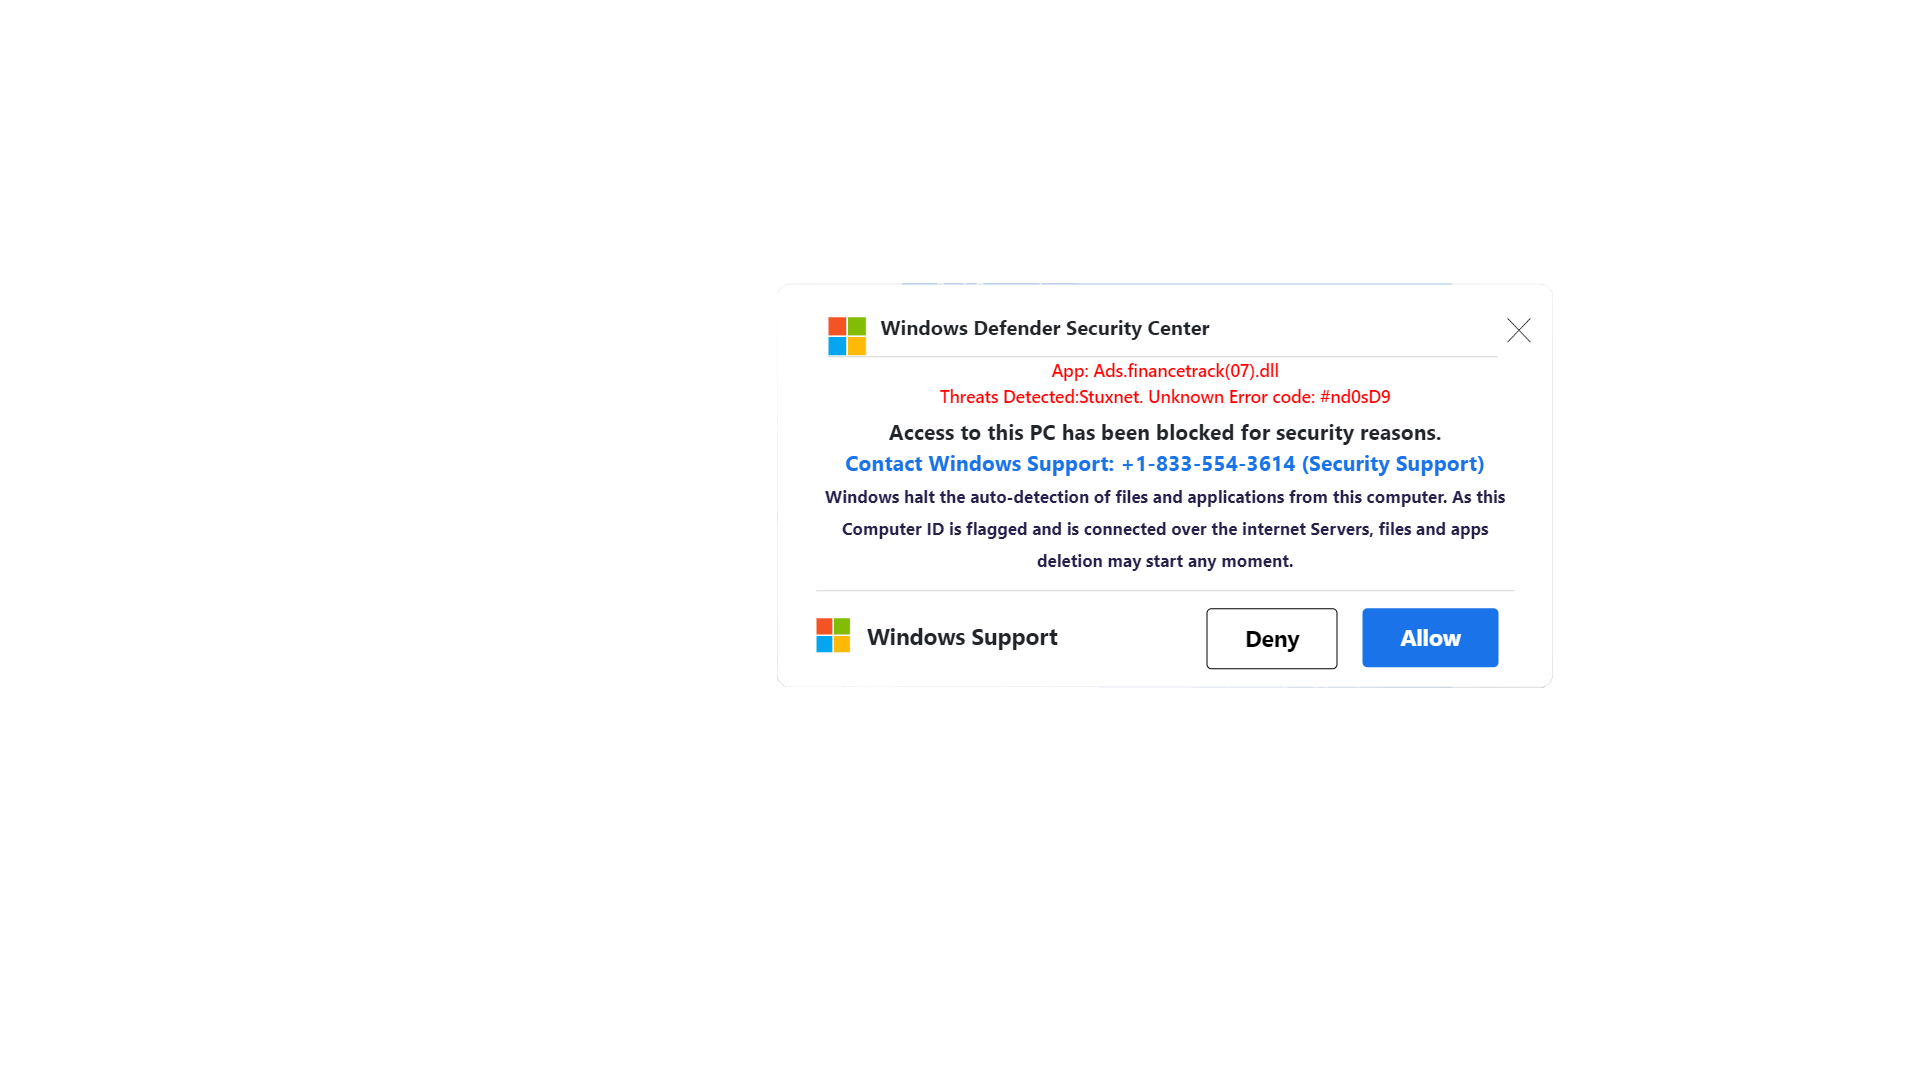 Windows Defender Security Center
App: Ads.financetrack(07).dll
Threats Detected:Stuxnet. Unknown Error code: #nd0sD9
Access to this PC has been blocked for security reasons.
Contact Windows Support: +1-833-554-3614 (Security Support)
Windows halt the auto-detection of files and applications from this computer. As this
Computer ID is flagged and is connected over the internet Servers, files and apps
deletion may start any moment.
Windows Support
Deny
Allow